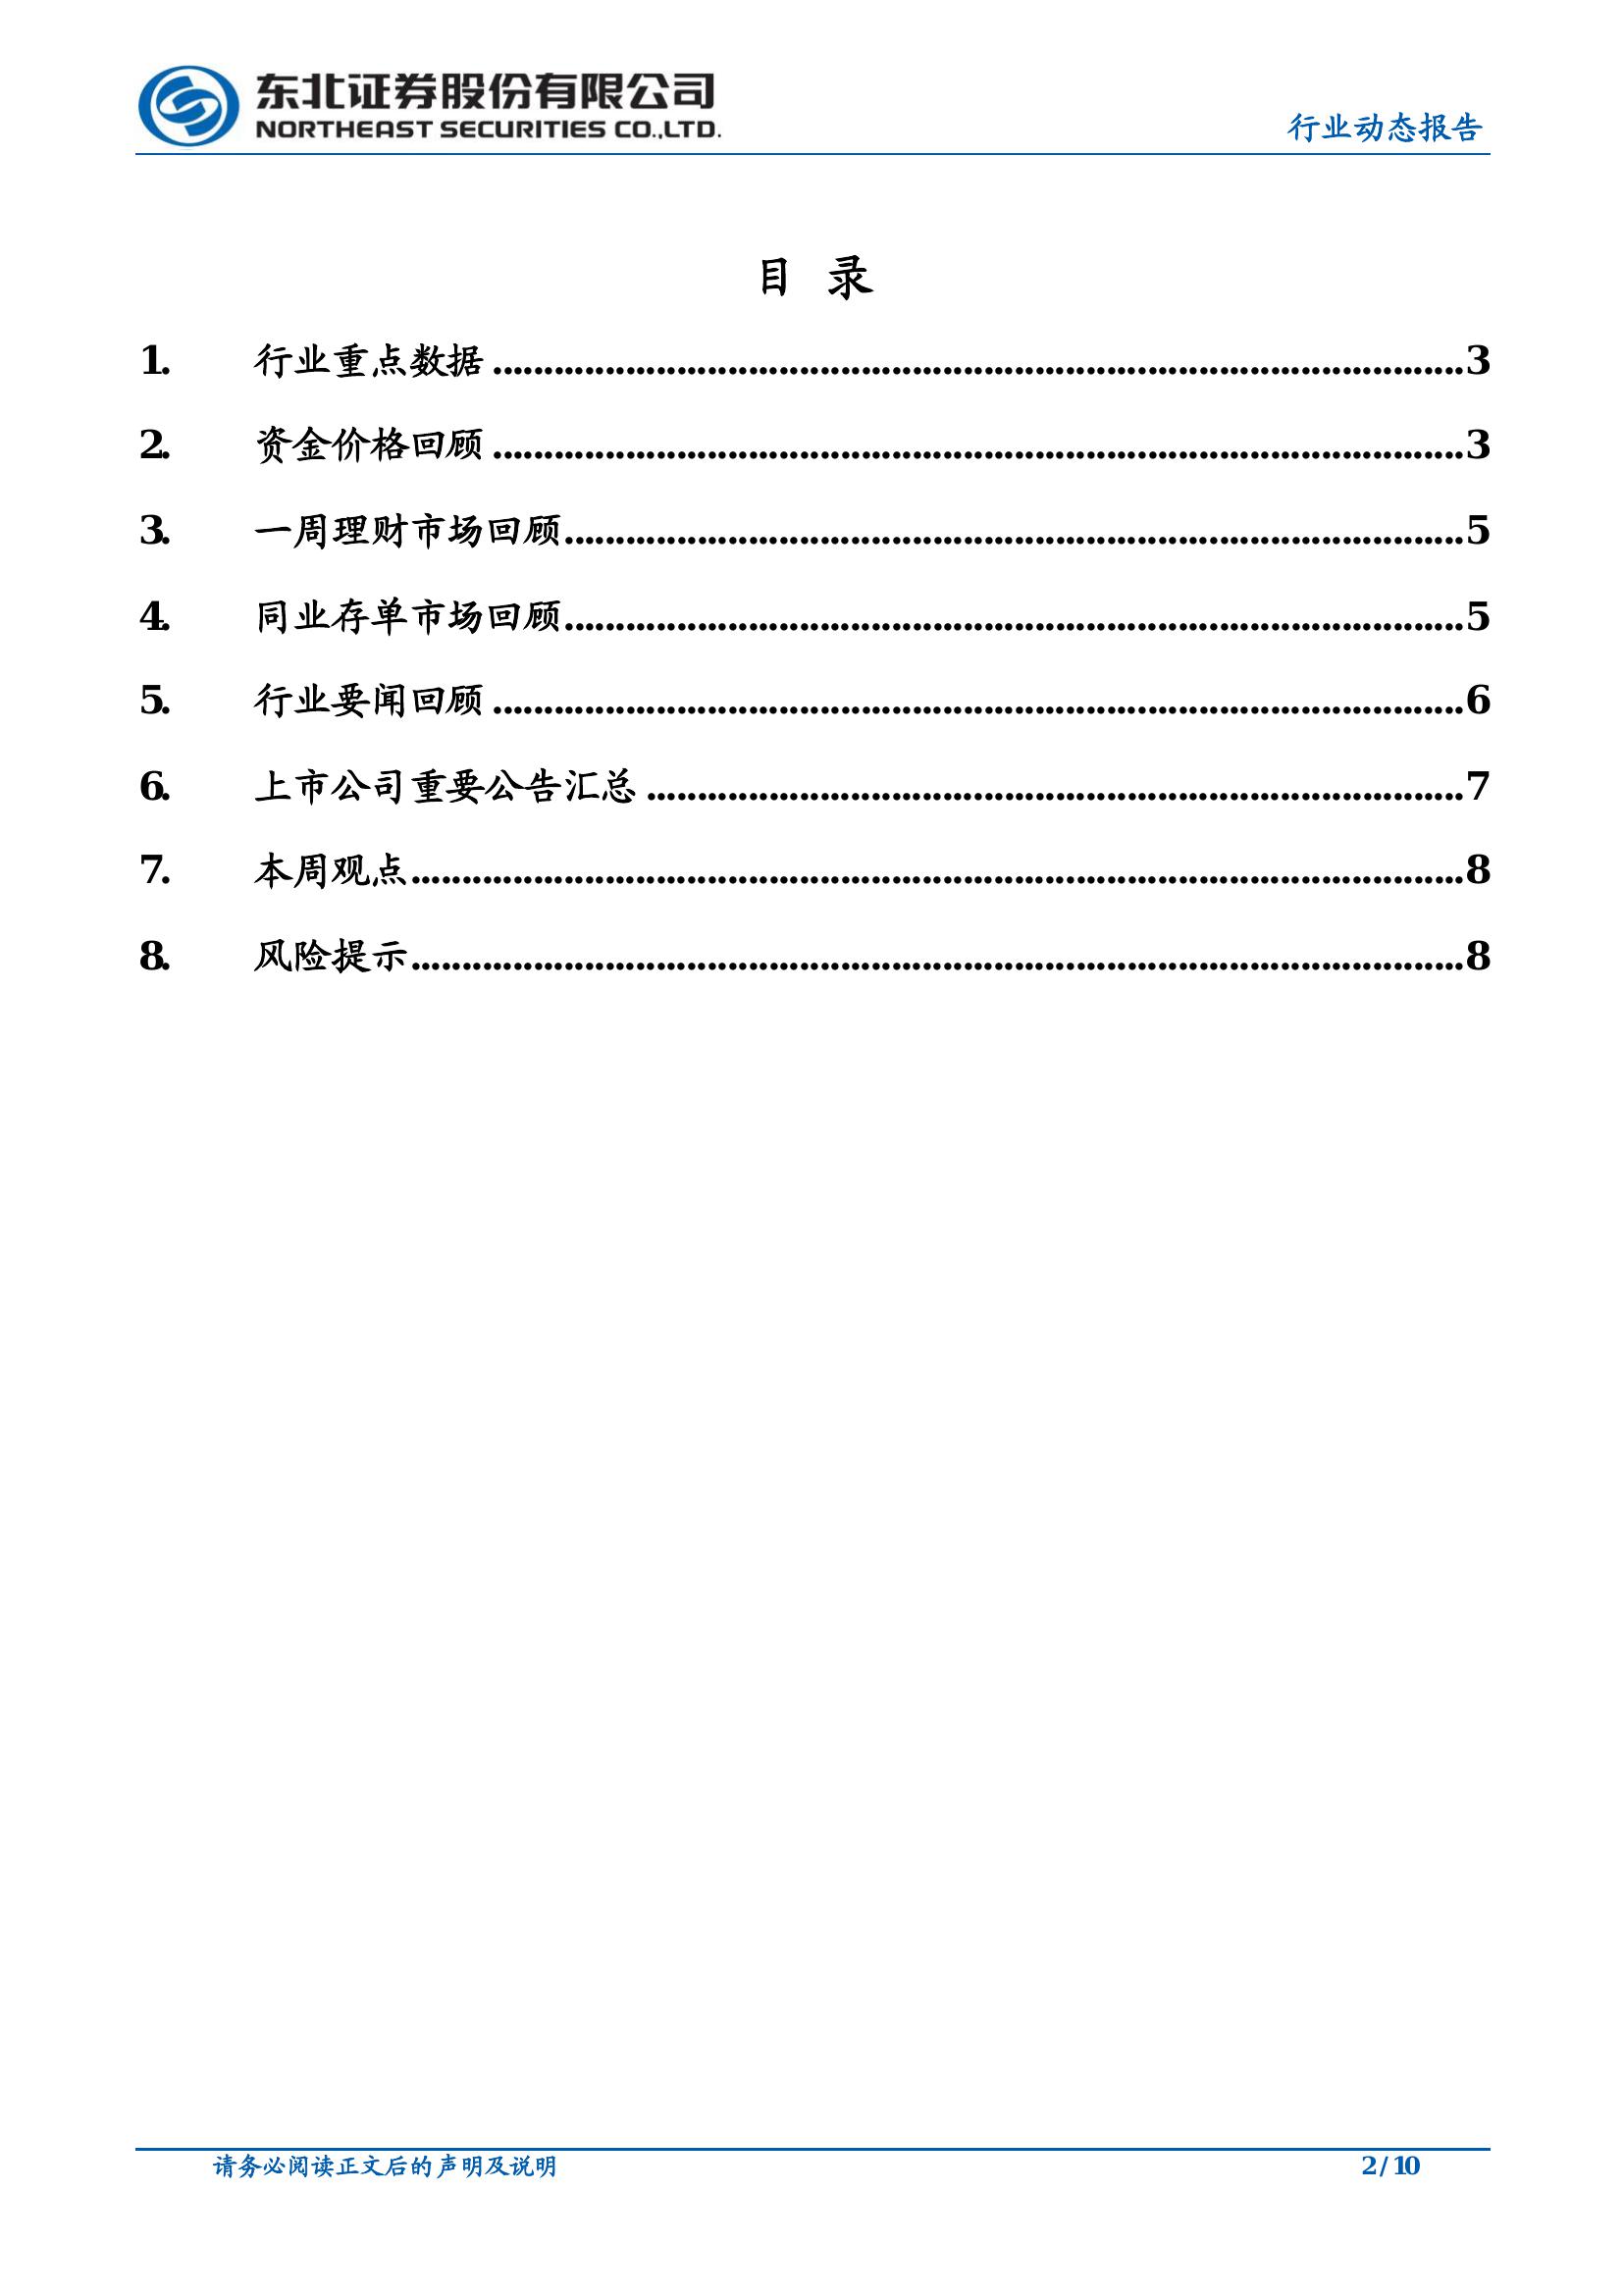 东北证券股份有限公司
NORTHEAST SECURITIES CO.,LTD.
行业动态报告
目 录
1. 行业重点数据 ........................................ 3
2. 资金价格回顾 ........................................ 3
3. 一周理财市场回顾 ........................................ 5
4. 同业存单市场回顾 ........................................ 5
5. 行业要闻回顾 ........................................ 6
6. 上市公司重要公告汇总 ........................................ 7
7. 本周观点 ........................................ 8
8. 风险提示 ........................................ 8
请务必阅读正文后的声明及说明 2/10